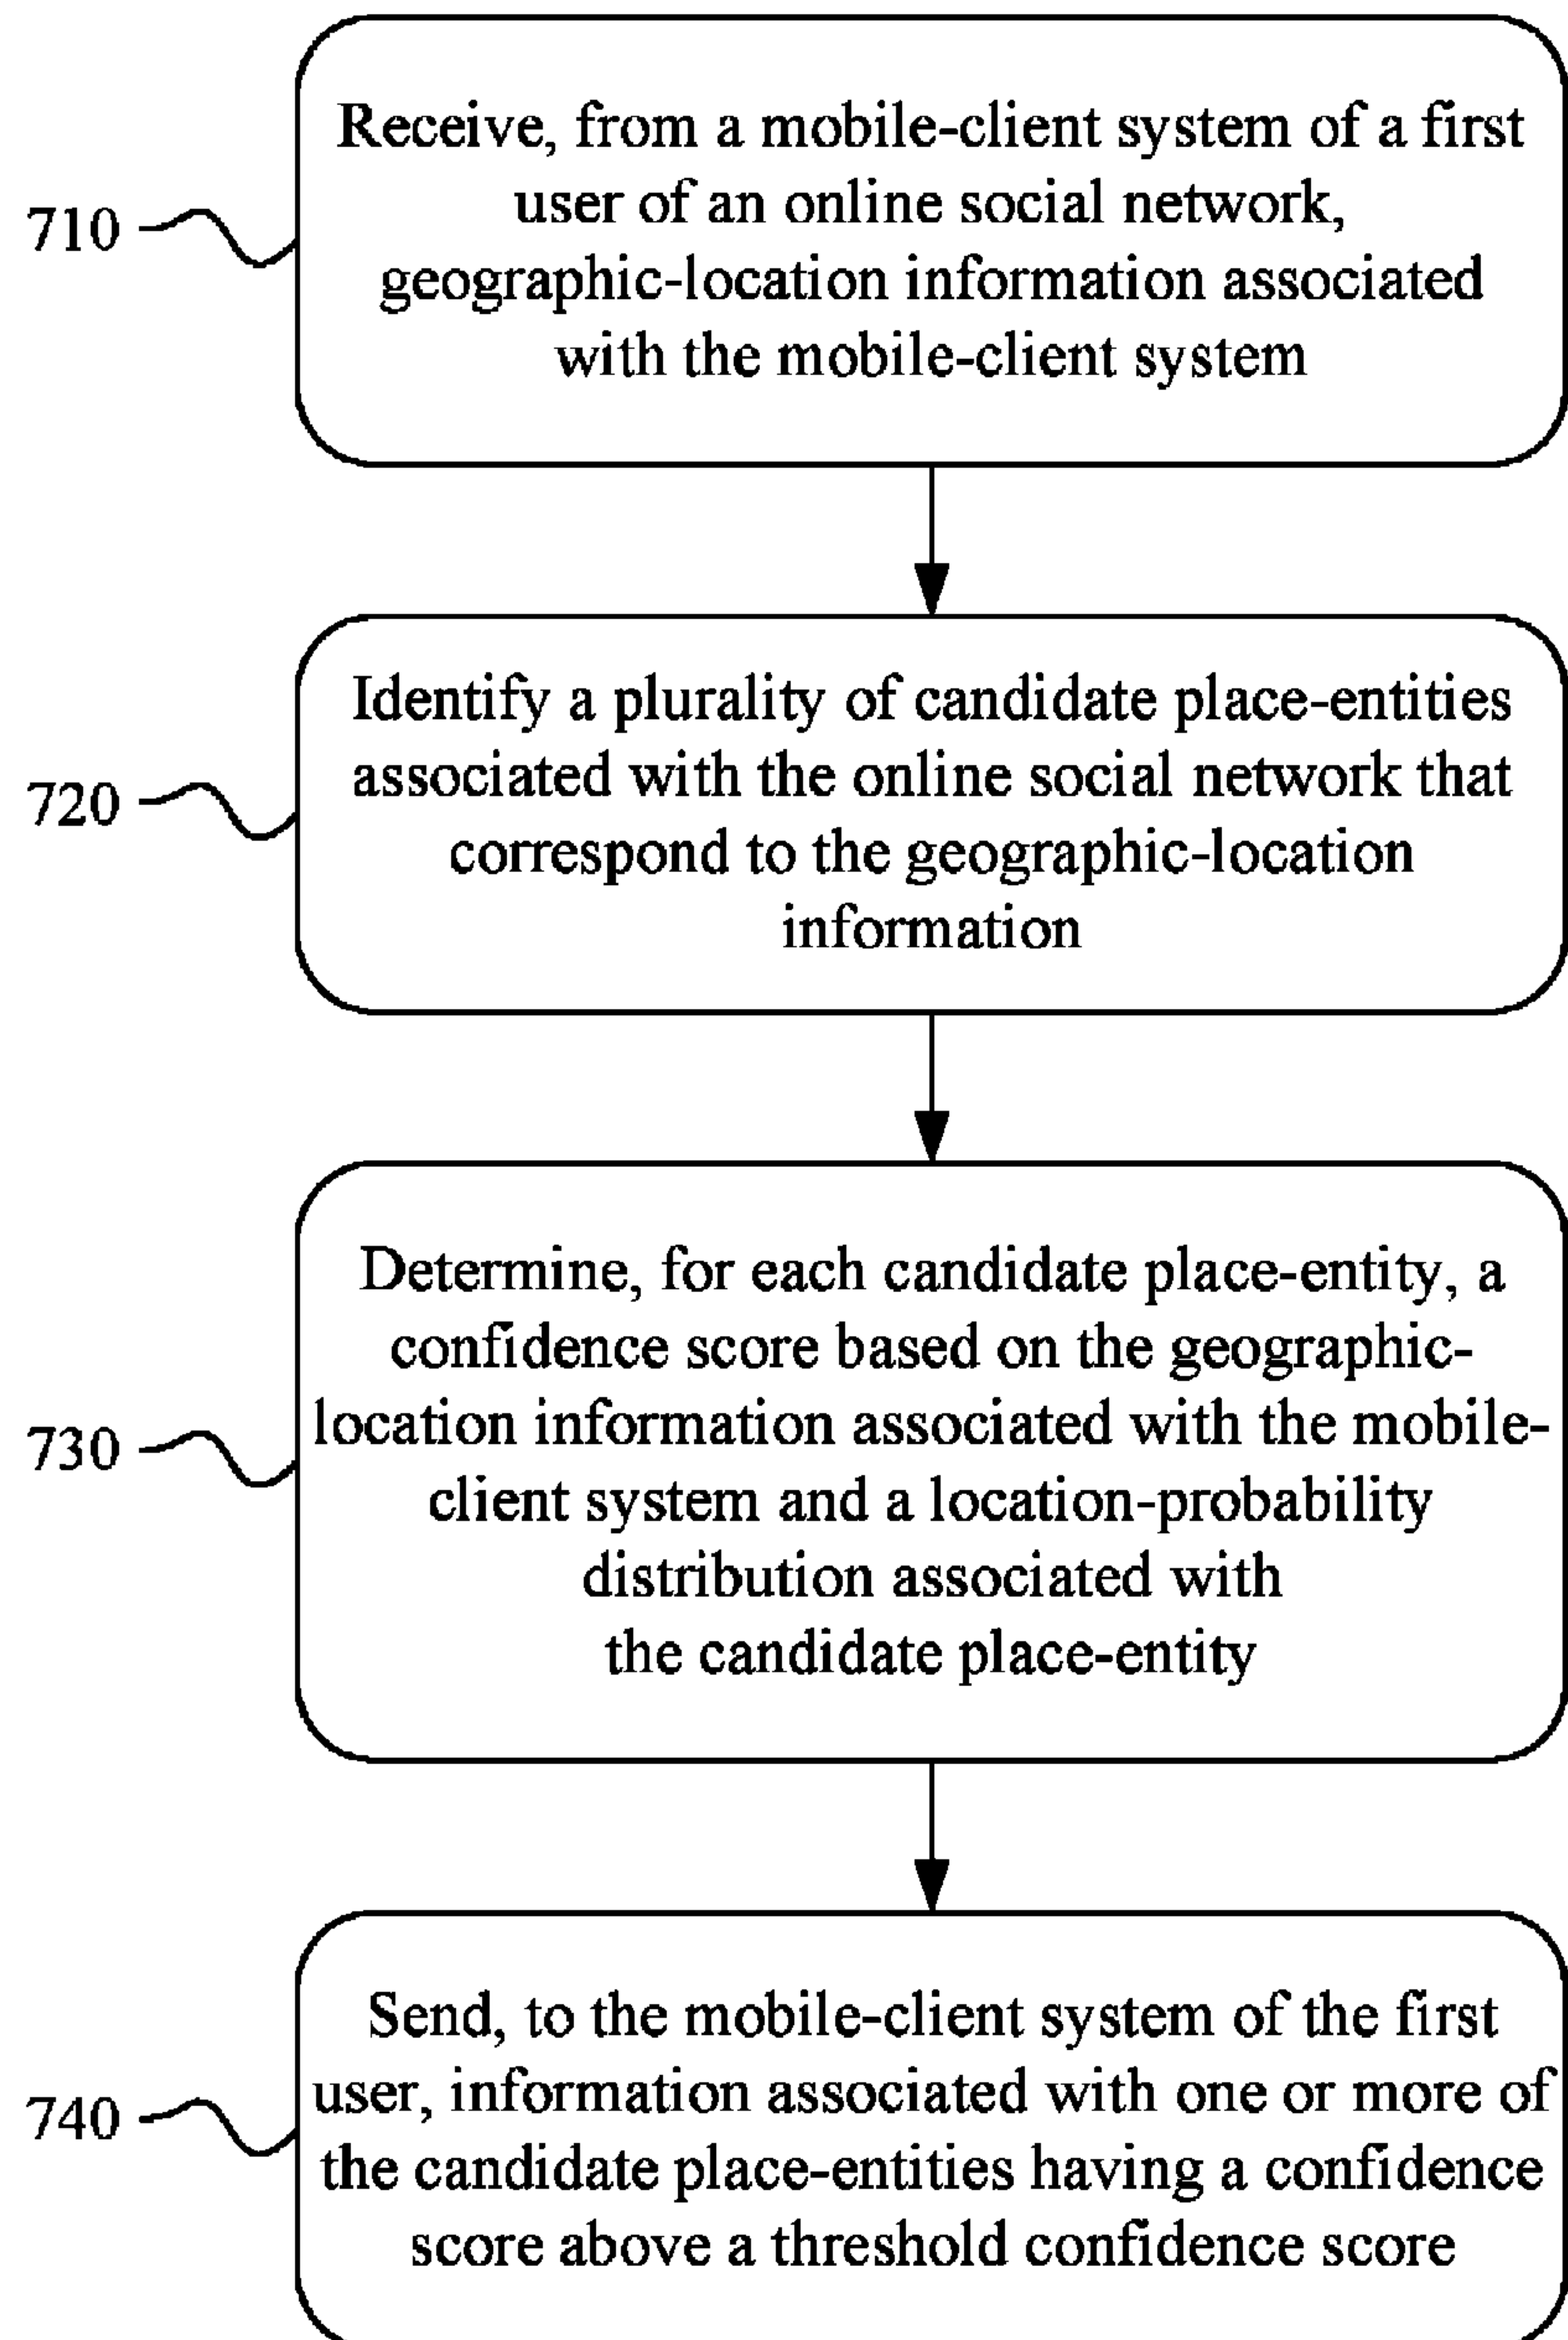 Receive, from a mobile-client system of a first
user of an online social network,
710
geographic-location information associated
with the mobile-client system
Identify a plurality of candidate place-entities
associated with the online social network that
720
correspond to the geographic-location
information
Determine, for each candidate place-entity, a
confidence score based on the geographic-
location information associated with the mobile-
730
client system and a location-probability
distribution associated with
the candidate place-entity
Send, to the mobile-client system of the first
user, information associated with one or more of
740
the candidate place-entities having a confidence
score above a threshold confidence score